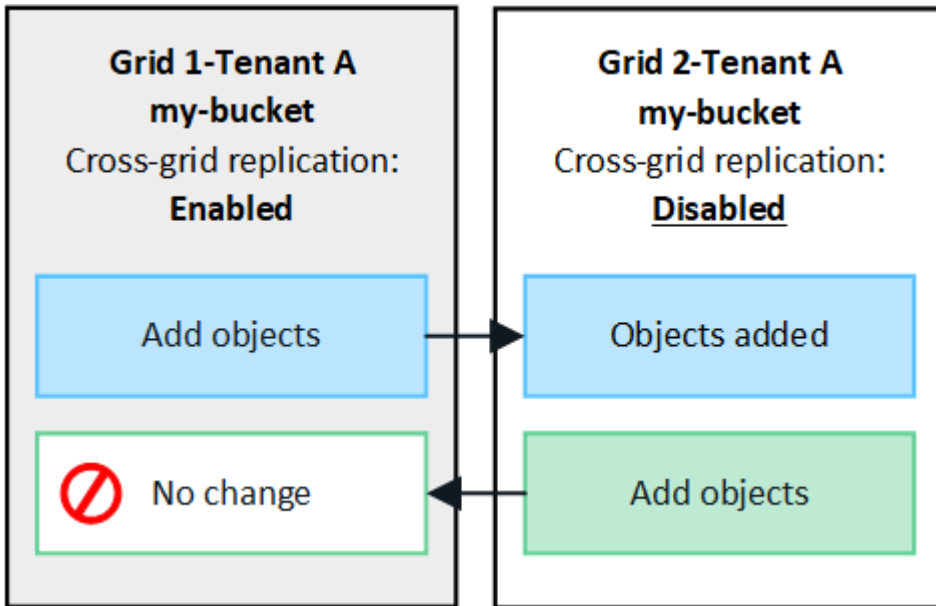 Grid 1-Tenant A
my-bucket
Cross-grid replication:
Enabled
Add objects
No change
Grid 2-Tenant A
my-bucket
Cross-grid replication:
Disabled
Objects added
Add objects